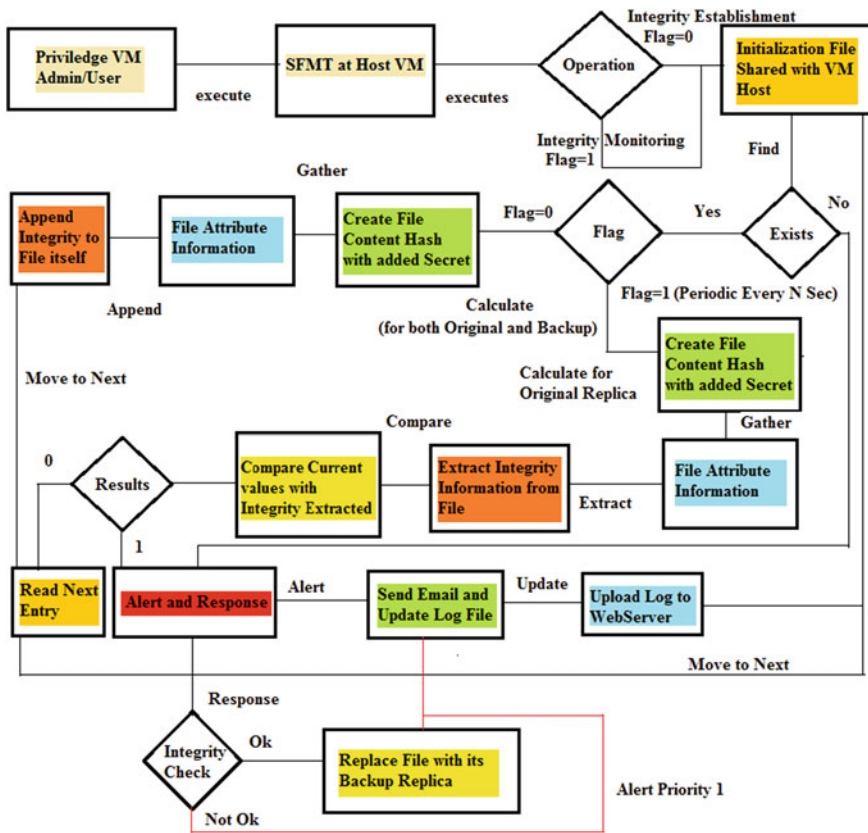 Priviledge VM
Admin/User
execute
SFMT at Host VM
executes
Operation
Integrity Establishment
Flag=0
Integrity Monitoring
Flag=1
Initialization File
Shared with VM
Host
Find
No
Exists
Yes
Flag
Flag=0
Gather
Create File
Content Hash
with added Secret
File Attribute
Information
Append
Integrity to
File itself
Append
Calculate
(for both Original and Backup)
Flag=1 (Periodic Every N Sec)
Create File
Content Hash
with added Secret
Calculate for
Original Replica
Gather
File Attribute
Information
Extract
Extract Integrity
Information from
File
Compare
Compare Current
values with
Integrity Extracted
Results
0
1
Move to Next
Read Next
Entry
Alert and Response
Alert
Send Email and
Update Log File
Update
Upload Log to
WebServer
Move to Next
Response
Integrity
Check
Ok
Replace File with its
Backup Replica
Not Ok
Alert Priority 1